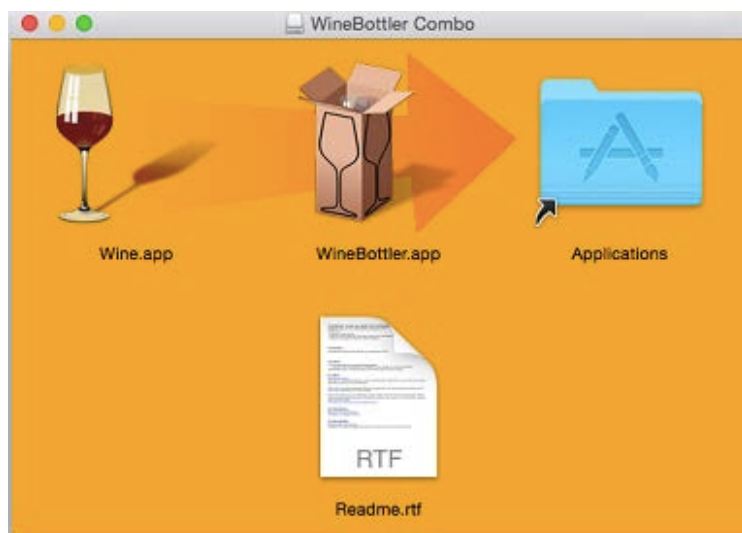 WineBottler Combo
Wine.app
WineBottler.app
Applications
RTF
Readme.rtf